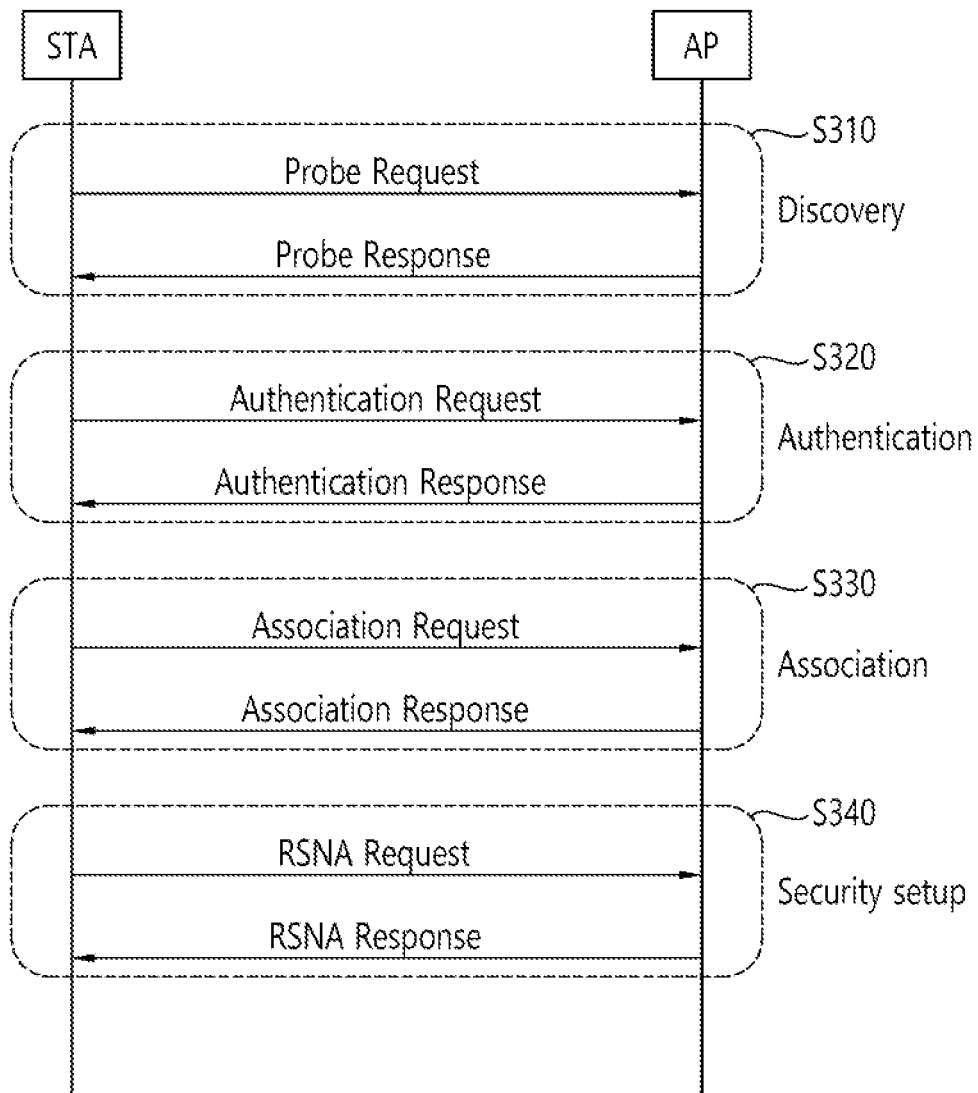 STA
AP
S310
Probe Request
Discovery
Probe Response
S320
Authentication Request
Authentication
Authentication Response
S330
Association Request
Association
Association Response
S340
RSNA Request
Security setup
RSNA Response